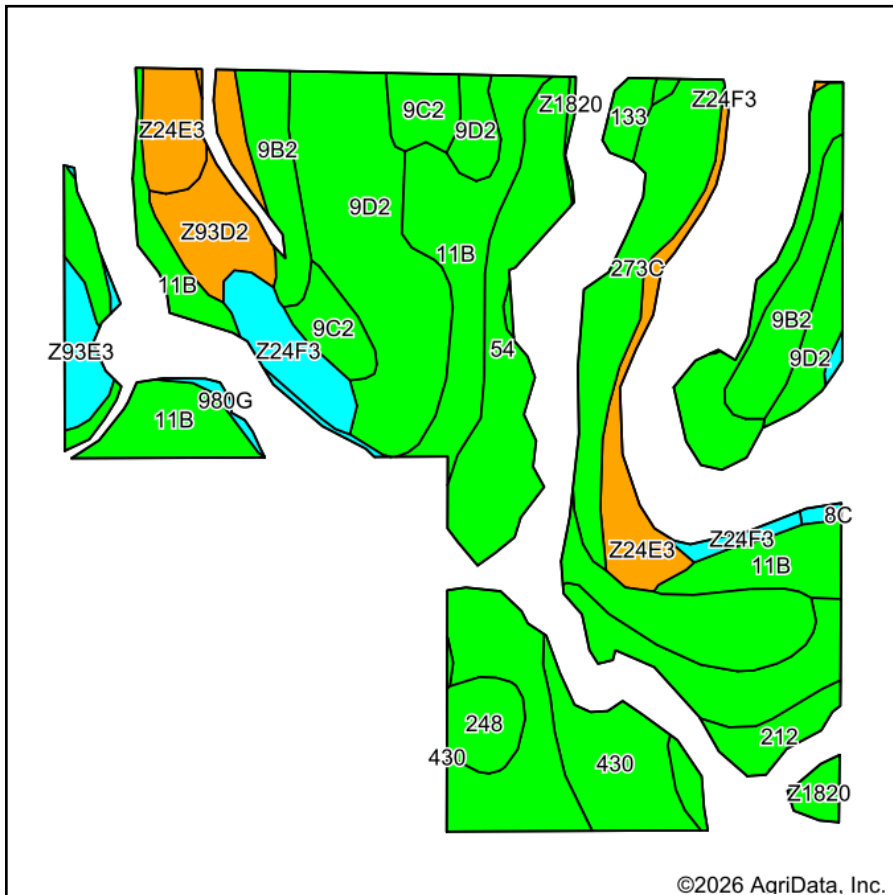 9C2
Z1820
Z24F3
133
Z24E3
9D2
9B2
9D2
Z93D2
11B
273C
11B
9B2
9C2
Z93E3
Z24F3
54
9D2
980G
11B
8C
Z24F3
Z24E3
11B
248
212
430
430
Z1820
©2026 AgriData, Inc.